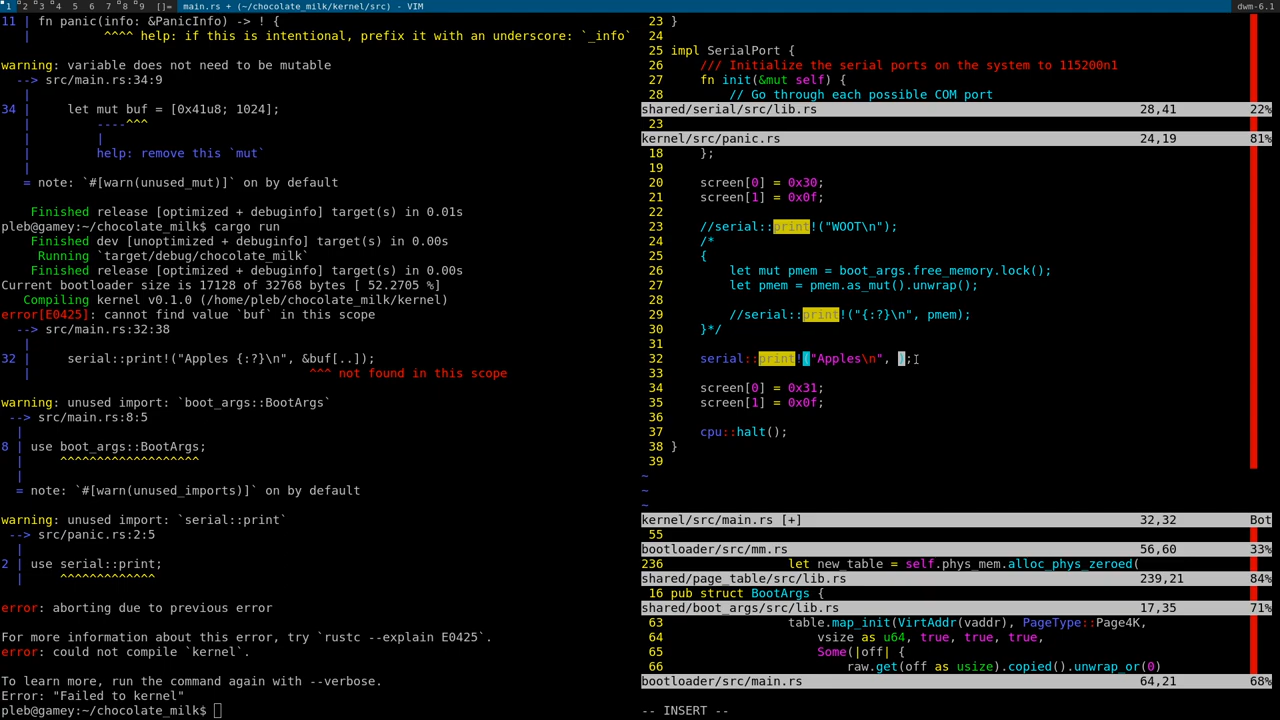 1 2 3 4 5 6 7 8 9 []= main.rs + (~/chocolate_milk/kernel/src) - VIM dwm-6.1
11 | fn panic(info: &PanicInfo) -> ! {
| ^^^^ help: if this is intentional, prefix it with an underscore: `_info`
warning: variable does not need to be mutable
--> src/main.rs:34:9
|
34 | let mut buf = [0x41u8; 1024];
| ----^^^
| |
| help: remove this `mut`
|
= note: `#[warn(unused_mut)]` on by default
Finished release [optimized + debuginfo] target(s) in 0.01s
pleb@gamey:~/chocolate_milk$ cargo run
Finished dev [unoptimized + debuginfo] target(s) in 0.00s
Running `target/debug/chocolate_milk`
Finished release [optimized + debuginfo] target(s) in 0.00s
Current bootloader size is 17128 of 32768 bytes [ 52.2705 %]
Compiling kernel v0.1.0 (/home/pleb/chocolate_milk/kernel)
error[E0425]: cannot find value `buf` in this scope
--> src/main.rs:32:38
|
32 | serial::print!("Apples {:?}\n", &buf[..]);
| ^^^ not found in this scope
warning: unused import: `boot_args::BootArgs`
--> src/main.rs:8:5
|
8 | use boot_args::BootArgs;
| ^^^^^^^^^^^^^^^^^^^
|
= note: `#[warn(unused_imports)]` on by default
warning: unused import: `serial::print`
--> src/panic.rs:2:5
|
2 | use serial::print;
| ^^^^^^^^^^^^^
error: aborting due to previous error
For more information about this error, try `rustc --explain E0425`.
error: could not compile `kernel`.
To learn more, run the command again with --verbose.
Error: "Failed to kernel"
pleb@gamey:~/chocolate_milk$
23 }
24
25 impl SerialPort {
26 /// Initialize the serial ports on the system to 115200n1
27 fn init(&mut self) {
28 // Go through each possible COM port
shared/serial/src/lib.rs 28,41 22%
23
kernel/src/panic.rs 24,19 81%
18 };
19
20 screen[0] = 0x30;
21 screen[1] = 0x0f;
22
23 //serial::print!("WOOT\n");
24 /*
25 {
26 let mut pmem = boot_args.free_memory.lock();
27 let pmem = pmem.as_mut().unwrap();
28
29 //serial::print!("{:?}\n", pmem);
30 }*/
31
32 serial::print!("Apples\n", );
33
34 screen[0] = 0x31;
35 screen[1] = 0x0f;
36
37 cpu::halt();
38 }
39
~
~
~
kernel/src/main.rs [+] 32,32 Bot
55
bootloader/src/mm.rs 56,60 33%
236 let new_table = self.phys_mem.alloc_phys_zeroed(
shared/page_table/src/lib.rs 239,21 84%
16 pub struct BootArgs {
shared/boot_args/src/lib.rs 17,35 71%
63 table.map_init(VirtAddr(vaddr), PageType::Page4K,
64 vsize as u64, true, true, true,
65 Some(|off| {
66 raw.get(off as usize).copied().unwrap_or(0)
bootloader/src/main.rs 64,21 68%
-- INSERT --